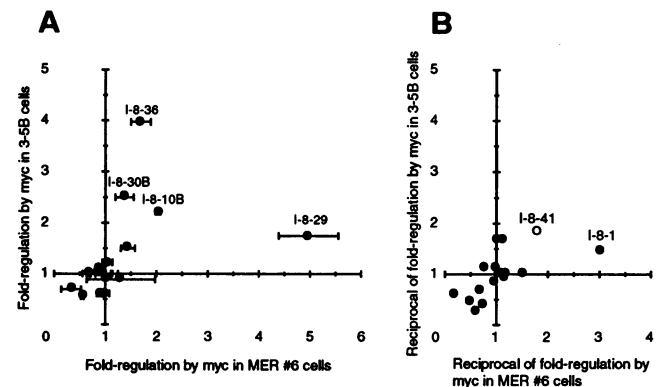 A
B
Fold-regulation by myc in 3-5B cells
5
4
3
2
1
0 1 2 3 4 5 6
I-8-36
I-8-30B
I-8-10B
I-8-29
Fold-regulation by myc in MER #6 cells
Reciprocal of fold-regulation by myc in 3-5B cells
5
4
3
2
1
0 1 2 3 4
I-8-41
I-8-1
Reciprocal of fold-regulation by
myc in MER #6 cells